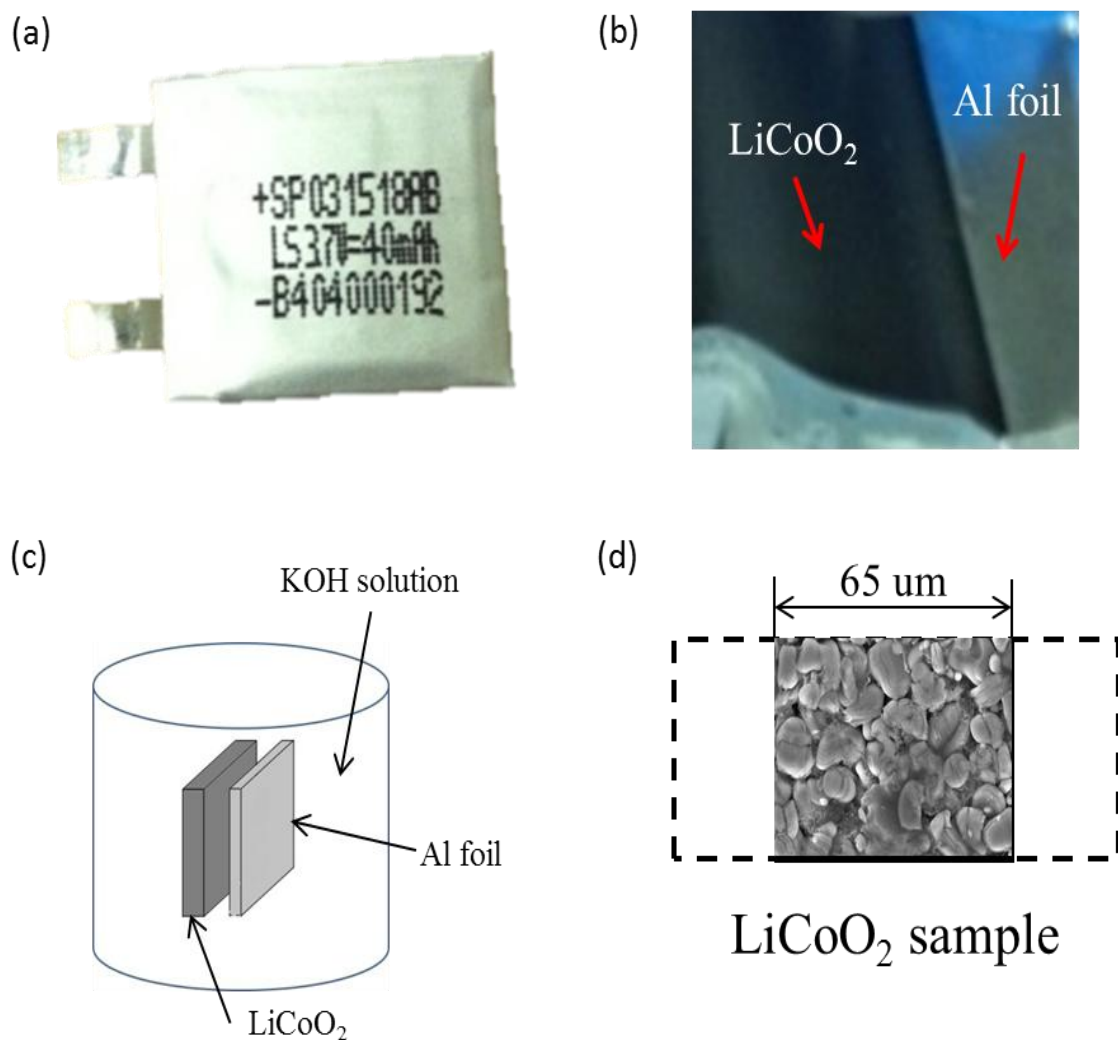 (a)
+SP031518AB
LS3.7V=40mAh
-B404000192
(b)
LiCoO₂
Al foil
(c)
KOH solution
Al foil
LiCoO₂
(d)
65 um
LiCoO₂ sample